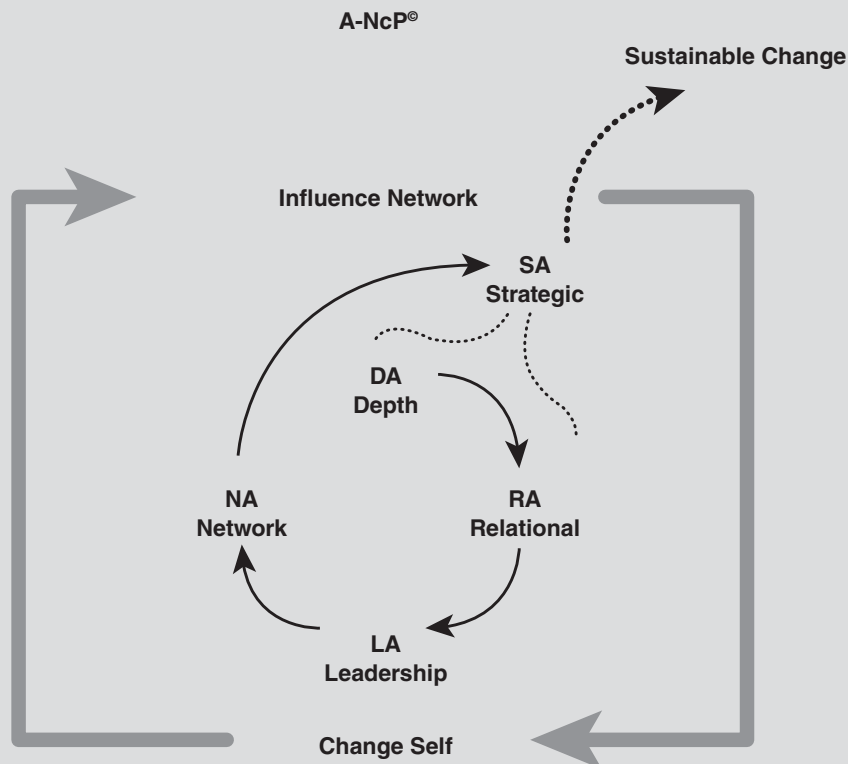 A-NcP©
Sustainable Change
Influence Network
SA
Strategic
DA
Depth
NA
Network
RA
Relational
LA
Leadership
Change Self